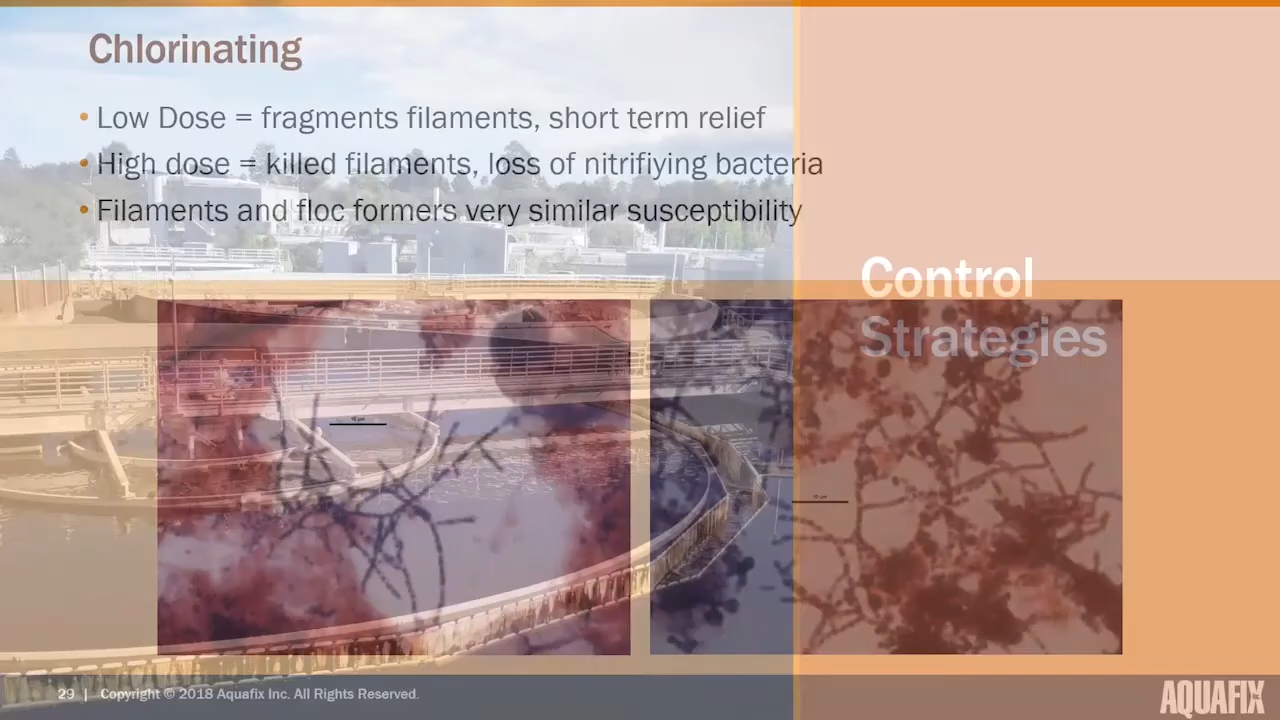 Chlorinating
• Low Dose = fragments filaments, short term relief
• High dose = killed filaments, loss of nitrifiying bacteria
• Filaments and floc formers very similar susceptibility
Control
Strategies
29 | Copyright © 2018 Aquafix Inc. All Rights Reserved.
AQUAFIX